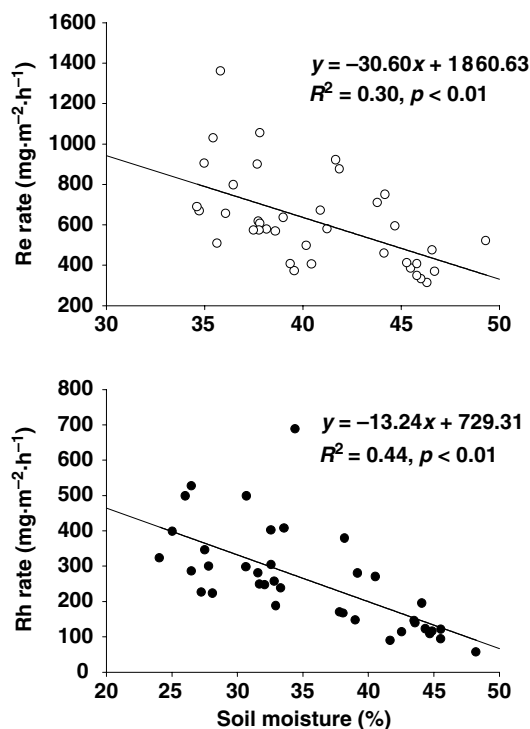 1600
1400
1200
1000
800
600
400
200
30 35 40 45 50
Re rate (mg·m⁻²·h⁻¹)
y = –30.60x + 1860.63
R² = 0.30, p < 0.01
800
700
600
500
400
300
200
100
0
20 25 30 35 40 45 50
Rh rate (mg·m⁻²·h⁻¹)
y = –13.24x + 729.31
R² = 0.44, p < 0.01
Soil moisture (%)